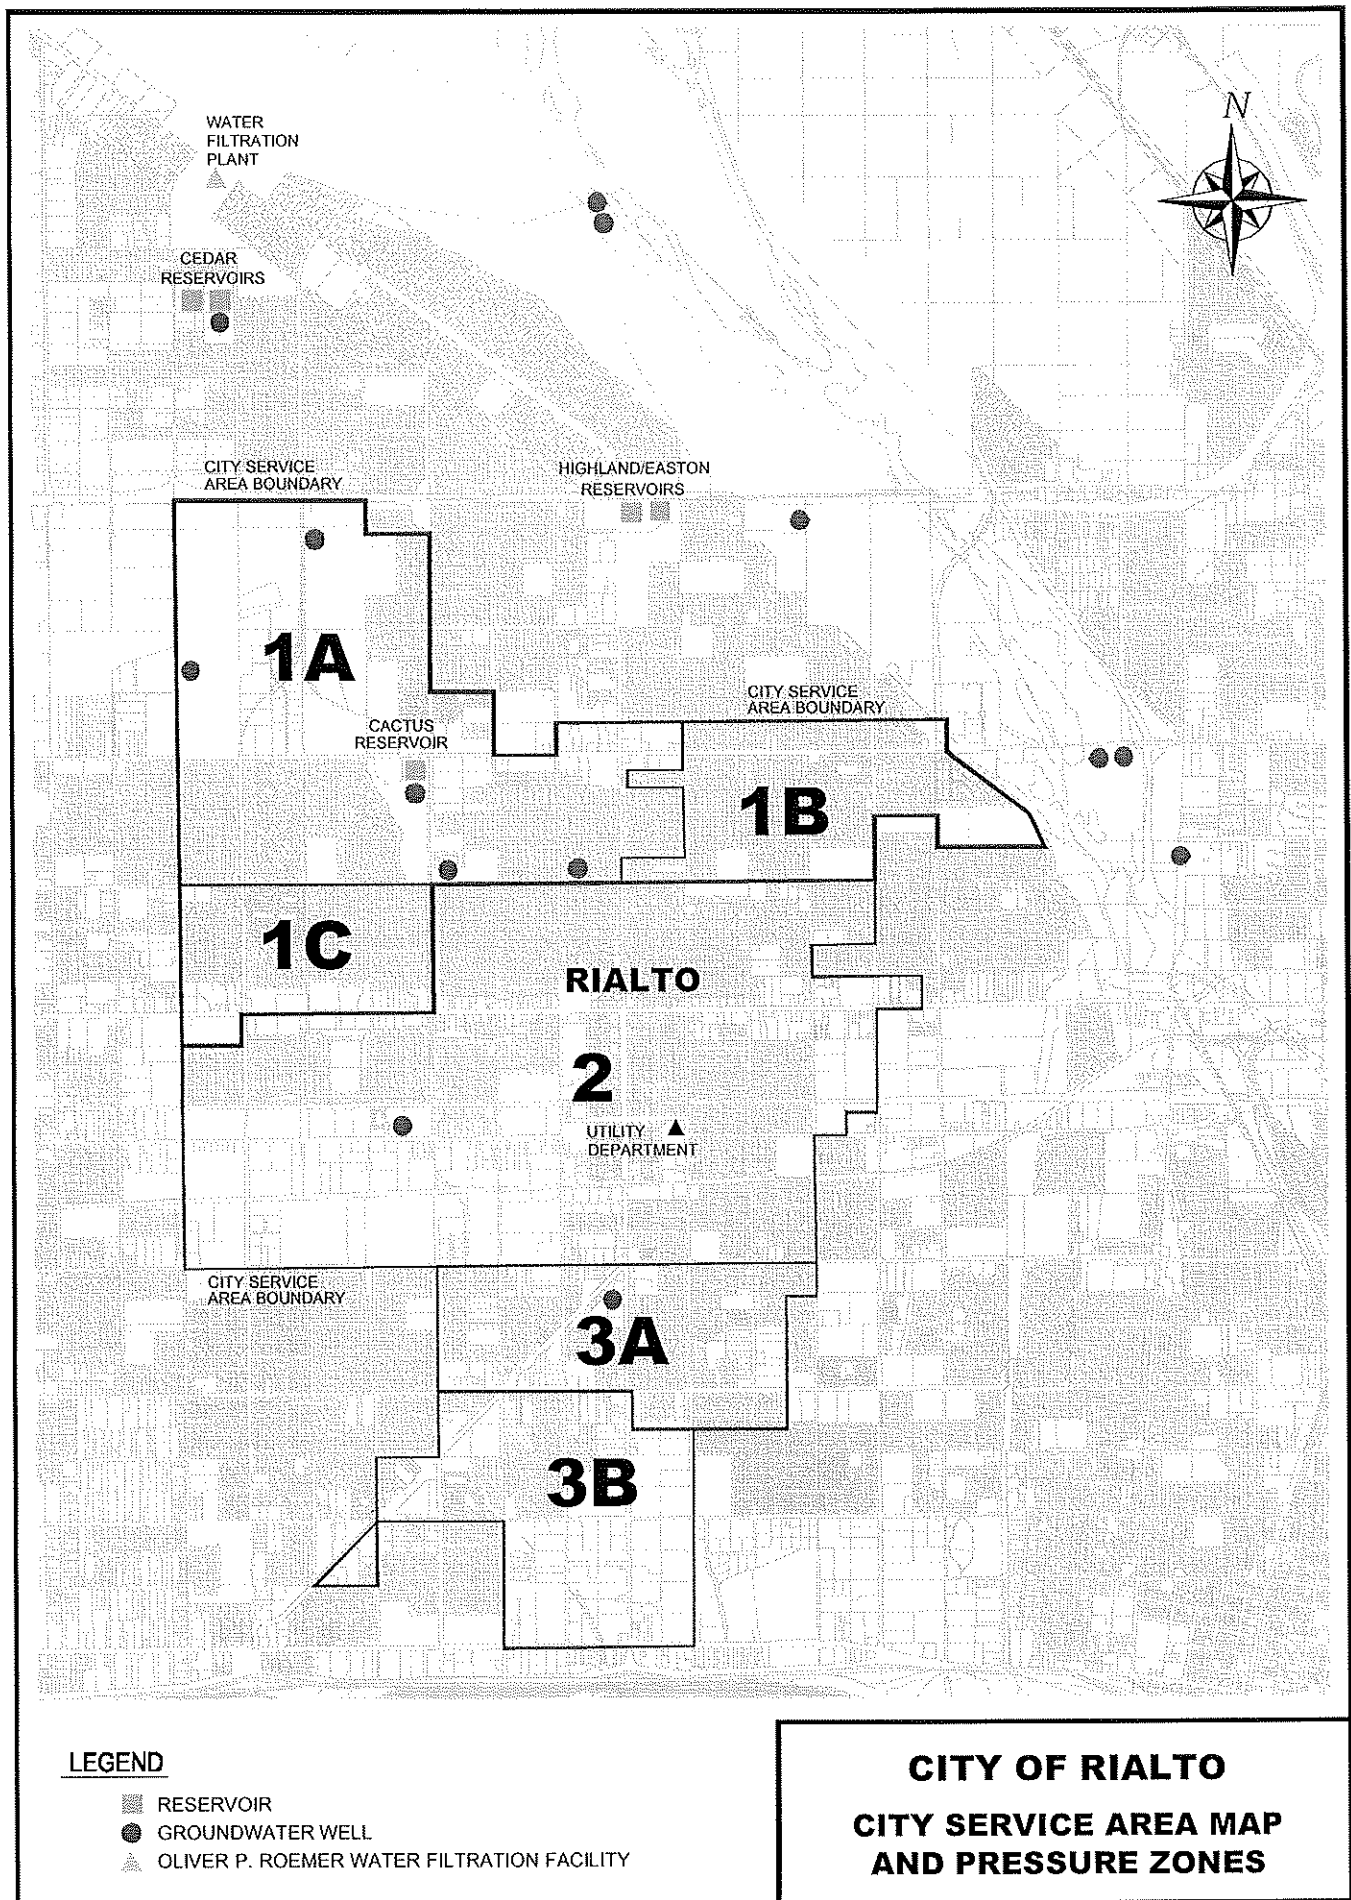 N
WATER
FILTRATION
PLANT
CEDAR
RESERVOIRS
CITY SERVICE
AREA BOUNDARY
HIGHLAND/EASTON
RESERVOIRS
1A
CITY SERVICE
AREA BOUNDARY
CACTUS
RESERVOIR
1B
1C
RIALTO
2
UTILITY
DEPARTMENT
CITY SERVICE
AREA BOUNDARY
3A
3B
LEGEND
RESERVOIR
GROUNDWATER WELL
OLIVER P. ROEMER WATER FILTRATION FACILITY
CITY OF RIALTO
CITY SERVICE AREA MAP
AND PRESSURE ZONES